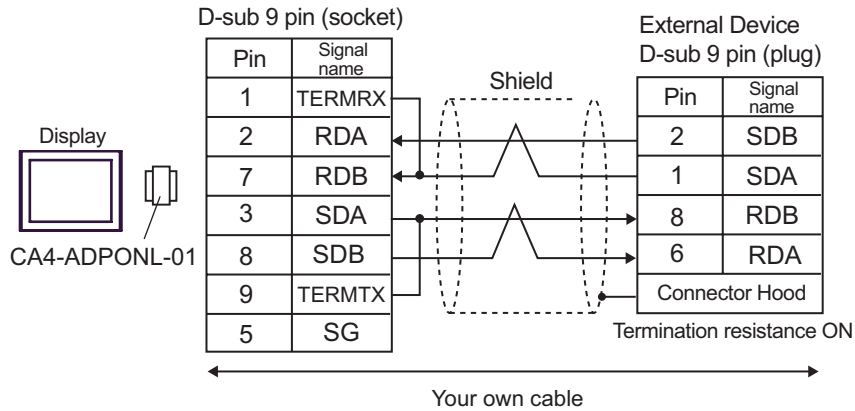 D-sub 9 pin (socket)
Pin
Signal
name
1
TERMRX
2
RDA
7
RDB
3
SDA
8
SDB
9
TERMTX
5
SG
Display
CA4-ADPONL-01
Shield
External Device
D-sub 9 pin (plug)
Pin
Signal
name
2
SDB
1
SDA
8
RDB
6
RDA
Connector Hood
Termination resistance ON
Your own cable